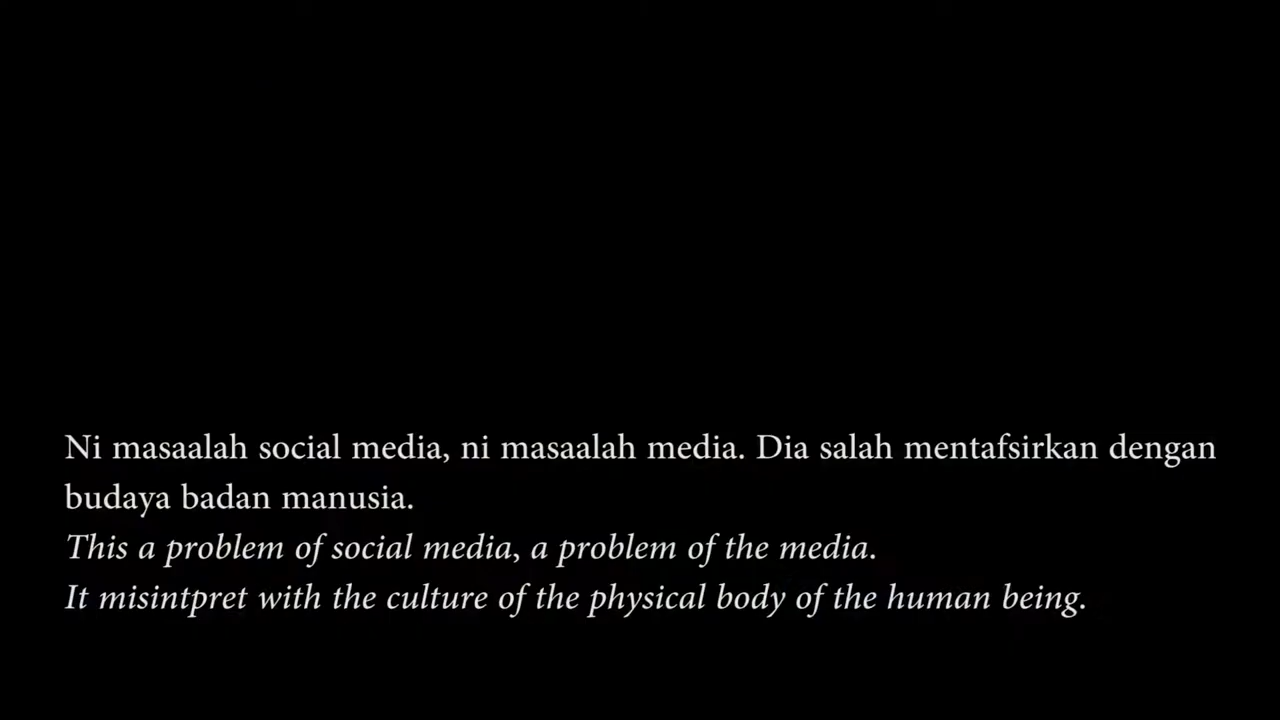 Ni masaalah social media, ni masaalah media. Dia salah mentafsirkan dengan
budaya badan manusia.
This a problem of social media, a problem of the media.
It misintpret with the culture of the physical body of the human being.